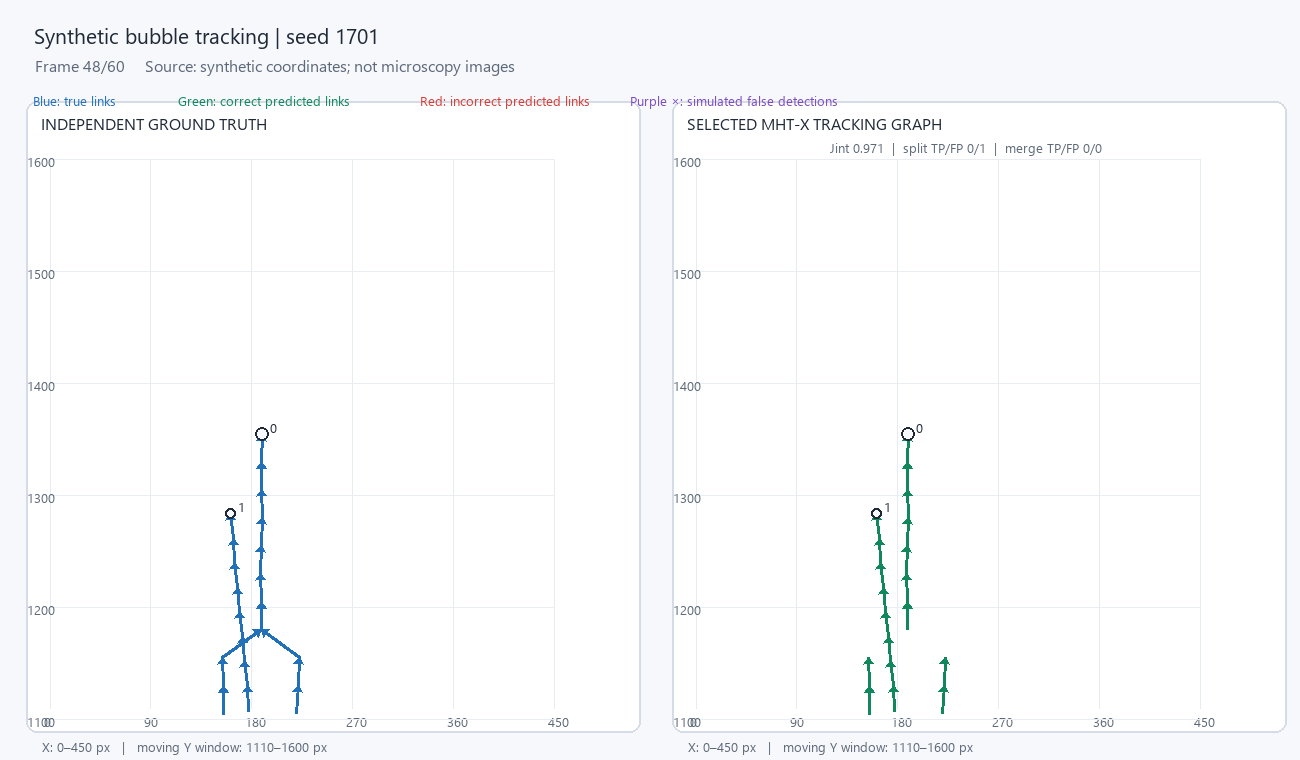 Synthetic bubble tracking | seed 1701
Frame 48/60 Source: synthetic coordinates; not microscopy images
Blue: true links Green: correct predicted links Red: incorrect predicted links Purple ×: simulated false detections
INDEPENDENT GROUND TRUTH
1600
1500
1400
1300
1200
1100
0 90 180 270 360 450
0
1
X: 0–450 px | moving Y window: 1110–1600 px
SELECTED MHT-X TRACKING GRAPH
Jint 0.971 | split TP/FP 0/1 | merge TP/FP 0/0
1600
1500
1400
1300
1200
1100
0 90 180 270 360 450
0
1
X: 0–450 px | moving Y window: 1110–1600 px